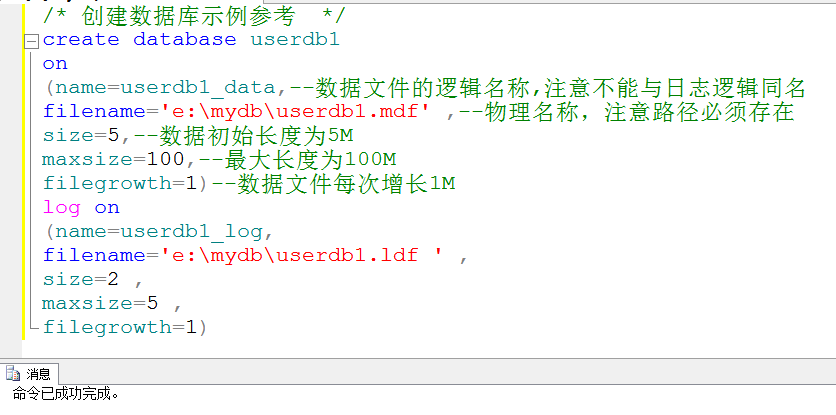 /* 创建数据库示例参考  */
create database userdb1
on
(name=userdb1_data,--数据文件的逻辑名称,注意不能与日志逻辑同名
filename='e:\mydb\userdb1.mdf' ,--物理名称，注意路径必须存在
size=5,--数据初始长度为5M
maxsize=100,--最大长度为100M
filegrowth=1)--数据文件每次增长1M
log on
(name=userdb1_log,
filename='e:\mydb\userdb1.ldf ' ,
size=2 ,
maxsize=5 ,
filegrowth=1)
消息
命令已成功完成。